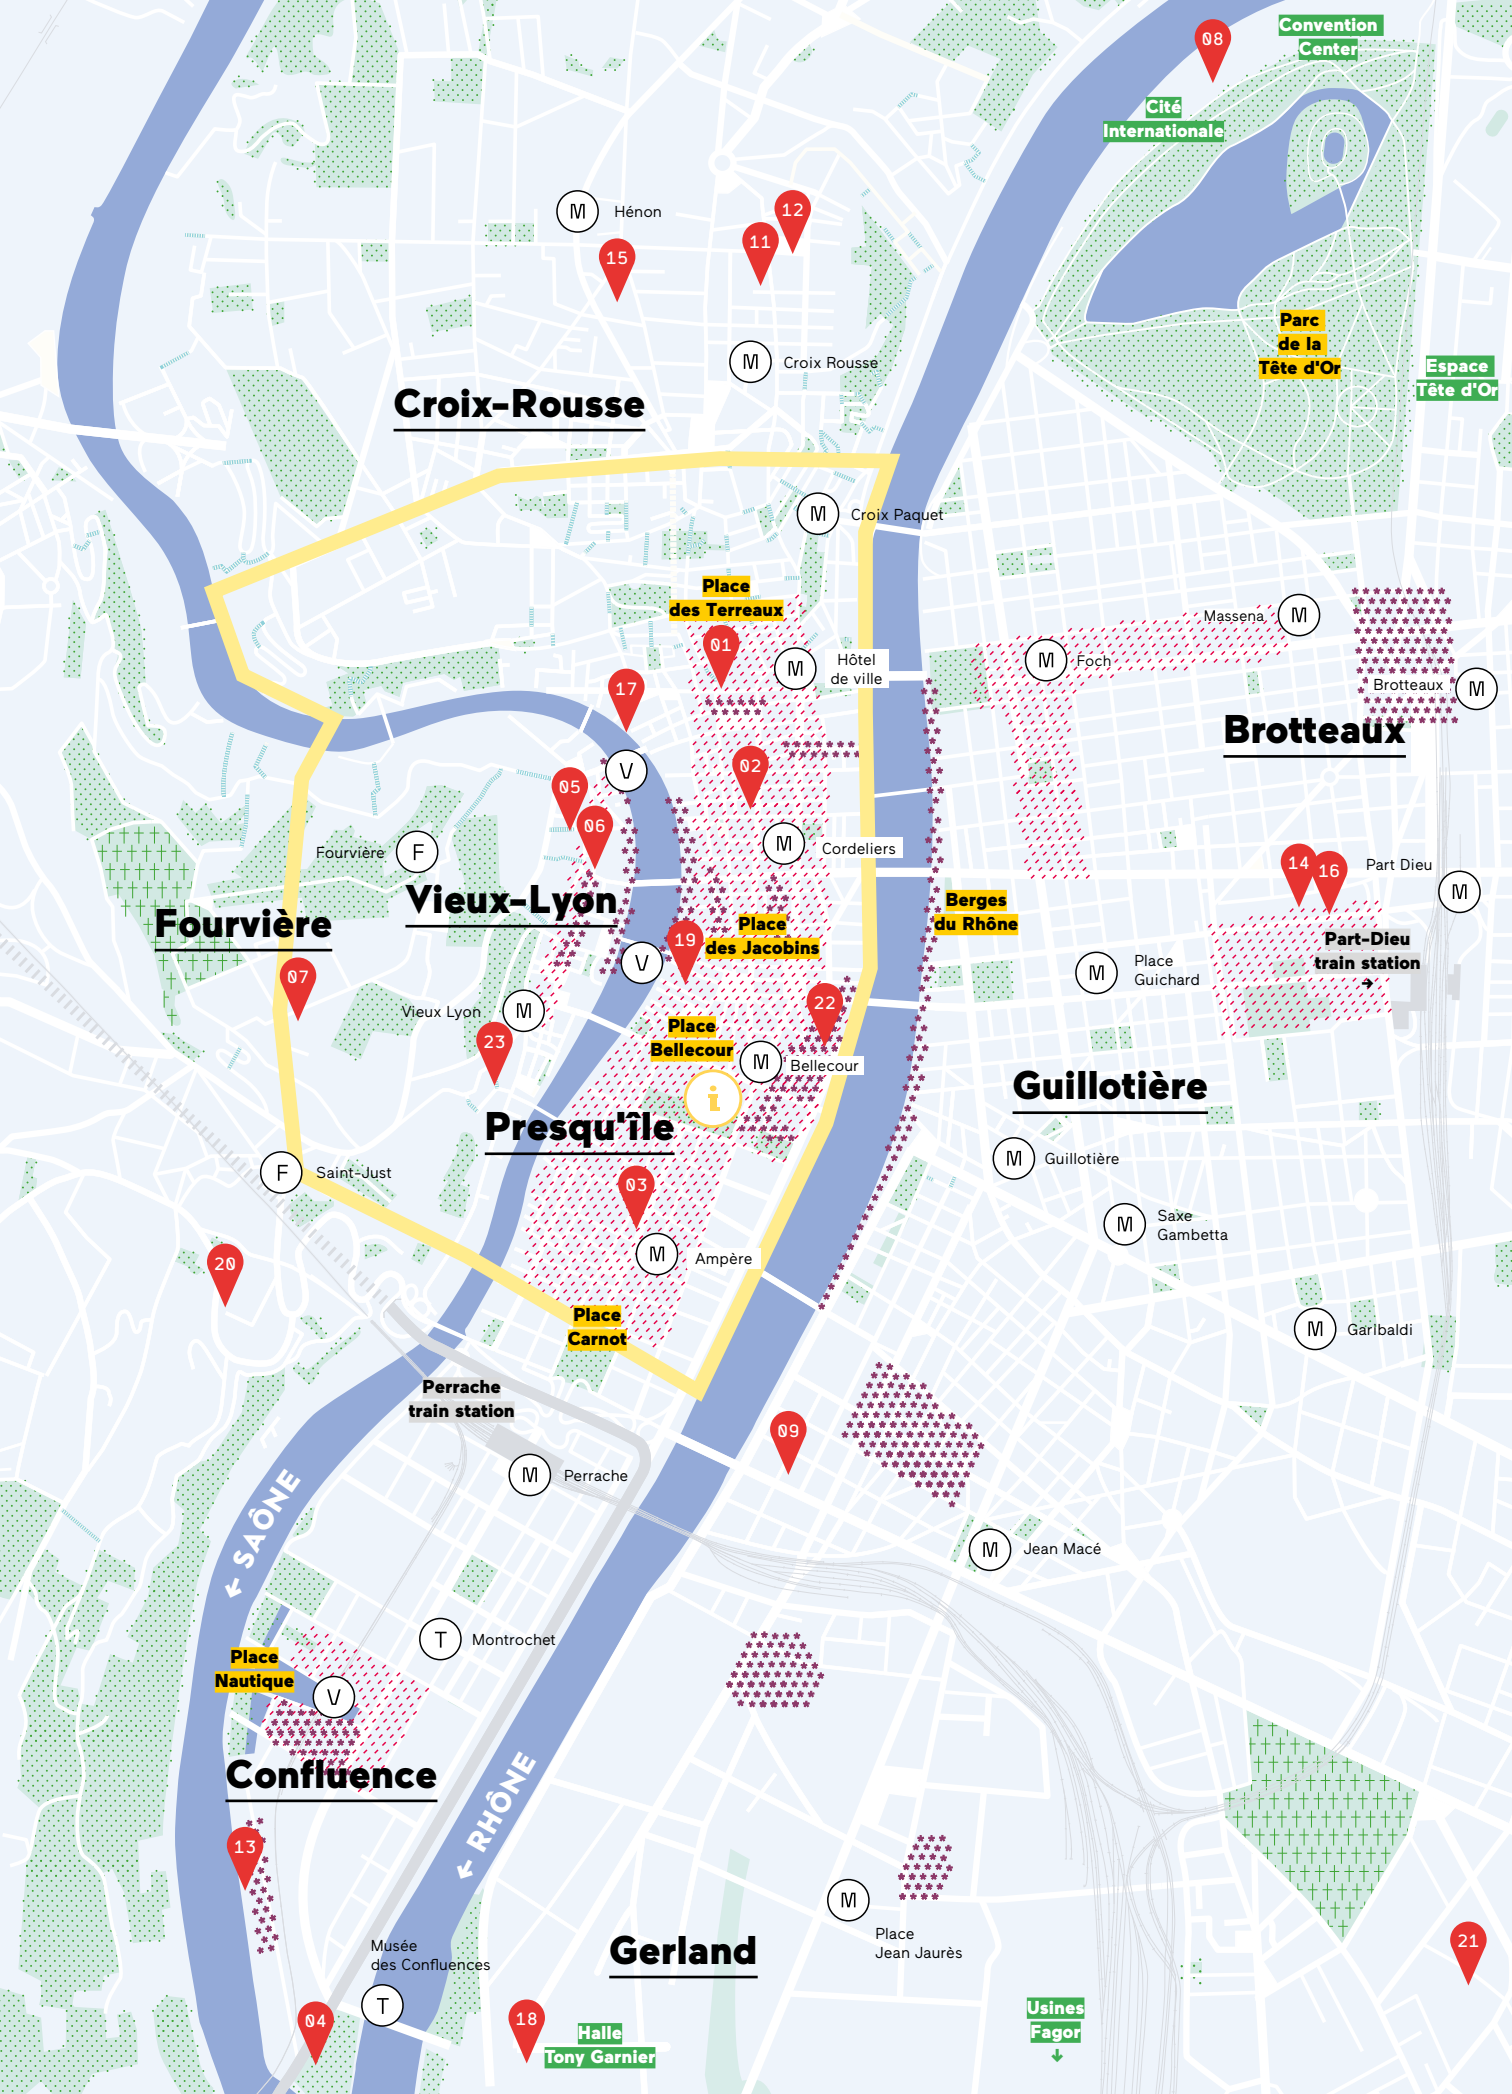 08
Convention
Center
Cité
Internationale
M
Hénon
12
11
15
Parc
de la
Tête d'Or
M
Croix Rousse
Espace
Tête d'Or
Croix-Rousse
M
Croix Paquet
Place
des Terreaux
Massena
M
01
M
Hôtel
de ville
M
Foch
17
Brotteaux
M
Brotteaux
V
02
05
06
Fourvière
F
M
Cordeliers
14
16
Part Dieu
M
Vieux-Lyon
Berges
du Rhône
Fourvière
Place
des Jacobins
19
V
Part-Dieu
train station
→
07
M
Place
Guichard
Vieux Lyon
M
22
23
Place
Bellecour
M
Bellecour
i
Guillotière
Presqu'île
M
Guillotière
F
Saint-Just
03
M
Saxe
Gambetta
M
Ampère
20
Place
Carnot
M
Garibaldi
Perrache
train station
09
M
Perrache
← SAÔNE
M
Jean Macé
T
Montrochet
Place
Nautique
V
Confluence
← RHÔNE
13
M
Place
Jean Jaurès
21
Gerland
Musée
des Confluences
T
04
18
Halle
Tony Garnier
Usines
Fagor
↓